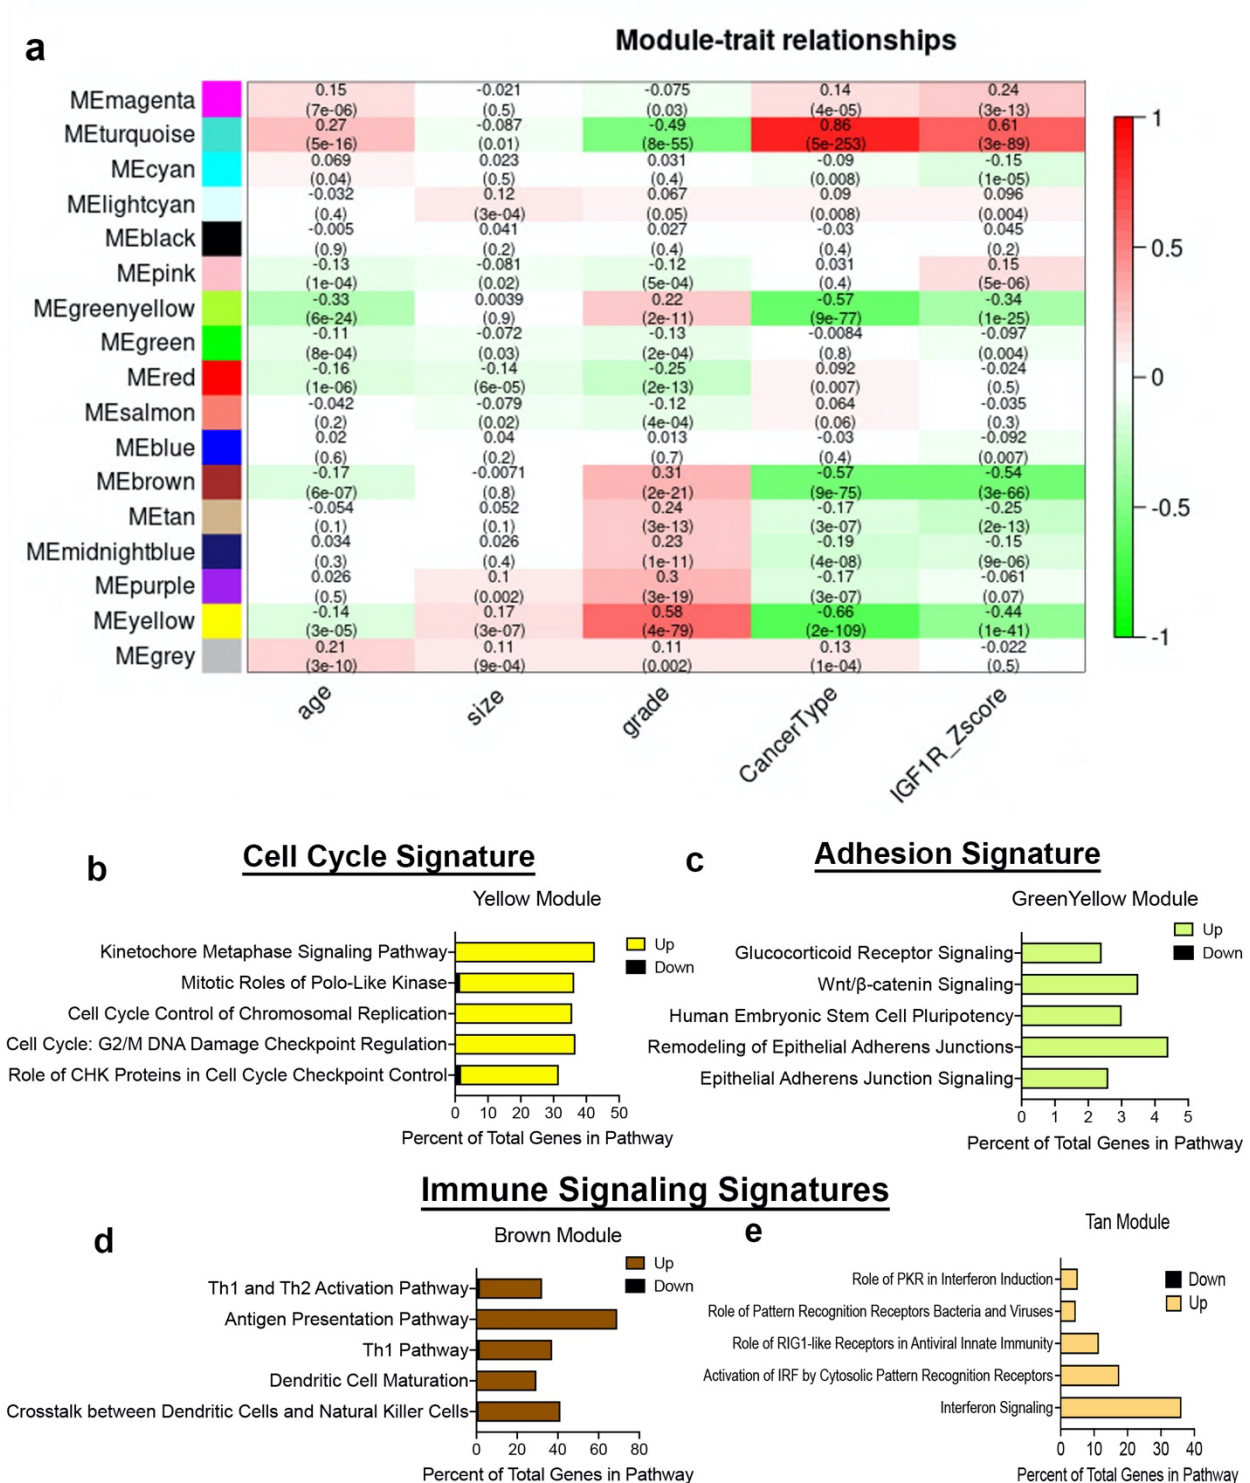 a
Module-trait relationships
MEmagenta 0.15 -0.021 -0.075 0.14 0.24
(7e-06) (0.5) (0.03) (4e-05) (3e-13)
MEturquoise 0.27 -0.087 -0.49 0.86 0.61
(5e-16) (0.01) (8e-55) (5e-253) (3e-89)
MEcyan 0.069 0.023 0.031 -0.09 -0.15
(0.04) (0.5) (0.4) (0.008) (1e-05)
MElightcyan -0.032 0.12 0.067 0.09 0.096
(0.4) (3e-04) (0.05) (0.008) (0.004)
MEblack -0.005 0.041 0.027 -0.03 0.045
(0.9) (0.2) (0.4) (0.4) (0.2)
MEpink -0.13 -0.081 -0.12 0.031 0.15
(1e-04) (0.02) (5e-04) (0.4) (5e-06)
MEgreenyellow -0.33 0.0039 0.22 -0.57 -0.34
(6e-24) (0.9) (2e-11) (9e-77) (1e-25)
MEgreen -0.11 -0.072 -0.13 -0.0084 -0.097
(8e-04) (0.03) (2e-04) (0.8) (0.004)
MEred -0.16 -0.14 -0.25 0.092 -0.024
(1e-06) (6e-05) (2e-13) (0.007) (0.5)
MEsalmon -0.042 -0.079 -0.12 0.064 -0.035
(0.2) (0.02) (4e-04) (0.06) (0.3)
MEblue 0.02 0.04 0.013 -0.03 -0.092
(0.6) (0.2) (0.7) (0.4) (0.007)
MEbrown -0.17 -0.0071 0.31 -0.57 -0.54
(6e-07) (0.8) (2e-21) (9e-75) (3e-66)
MEtan -0.054 0.052 0.24 -0.17 -0.25
(0.1) (0.1) (3e-13) (3e-07) (2e-13)
MEmidnightblue 0.034 0.026 0.23 -0.19 -0.15
(0.3) (0.4) (1e-11) (4e-08) (9e-06)
MEpurple 0.026 0.1 0.3 -0.17 -0.061
(0.5) (0.002) (3e-19) (3e-07) (0.07)
MEyellow -0.14 0.17 0.58 -0.66 -0.44
(3e-05) (3e-07) (4e-79) (2e-109) (1e-41)
MEgrey 0.21 0.11 0.11 0.13 -0.022
(3e-10) (9e-04) (0.002) (1e-04) (0.5)
age size grade CancerType IGF1R_Zscore
1
0.5
0
-0.5
-1
b
Cell Cycle Signature
Yellow Module
Up
Down
Kinetochore Metaphase Signaling Pathway
Mitotic Roles of Polo-Like Kinase
Cell Cycle Control of Chromosomal Replication
Cell Cycle: G2/M DNA Damage Checkpoint Regulation
Role of CHK Proteins in Cell Cycle Checkpoint Control
0 10 20 30 40 50
Percent of Total Genes in Pathway
c
Adhesion Signature
GreenYellow Module
Up
Down
Glucocorticoid Receptor Signaling
Wnt/β-catenin Signaling
Human Embryonic Stem Cell Pluripotency
Remodeling of Epithelial Adherens Junctions
Epithelial Adherens Junction Signaling
0 1 2 3 4 5
Percent of Total Genes in Pathway
Immune Signaling Signatures
d
Brown Module
Up
Down
Th1 and Th2 Activation Pathway
Antigen Presentation Pathway
Th1 Pathway
Dendritic Cell Maturation
Crosstalk between Dendritic Cells and Natural Killer Cells
0 20 40 60 80
Percent of Total Genes in Pathway
e
Tan Module
Down
Up
Role of PKR in Interferon Induction
Role of Pattern Recognition Receptors Bacteria and Viruses
Role of RIG1-like Receptors in Antiviral Innate Immunity
Activation of IRF by Cytosolic Pattern Recognition Receptors
Interferon Signaling
0 10 20 30 40
Percent of Total Genes in Pathway